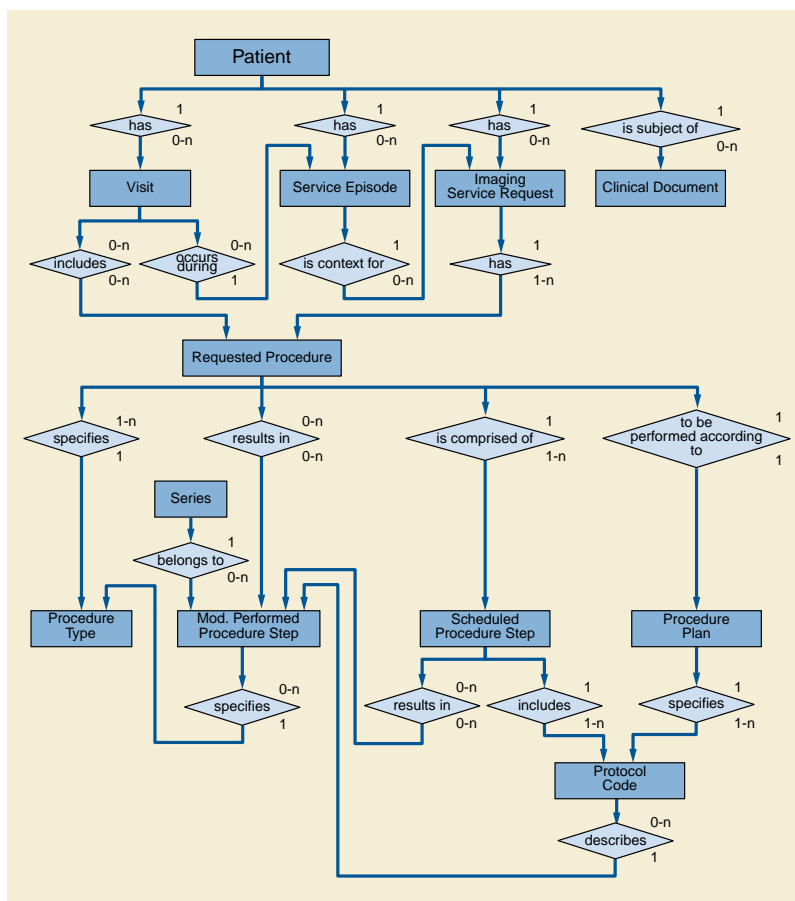 Patient
1
1
1
1
has
has
has
is subject of
0-n
0-n
0-n
0-n
Visit
Service Episode
Imaging
Service Request
Clinical Document
0-n
0-n
1
1
includes
occurs
during
is context for
has
0-n
1
0-n
1-n
Requested Procedure
1-n
0-n
1
1
specifies
results in
is comprised of
to be
performed according
to
1
0-n
1-n
1
Series
1
belongs to
0-n
Procedure
Type
Mod. Performed
Procedure Step
Scheduled
Procedure Step
Procedure
Plan
0-n
0-n
1
1
specifies
results in
includes
specifies
1
0-n
1-n
1-n
Protocol
Code
0-n
describes
1